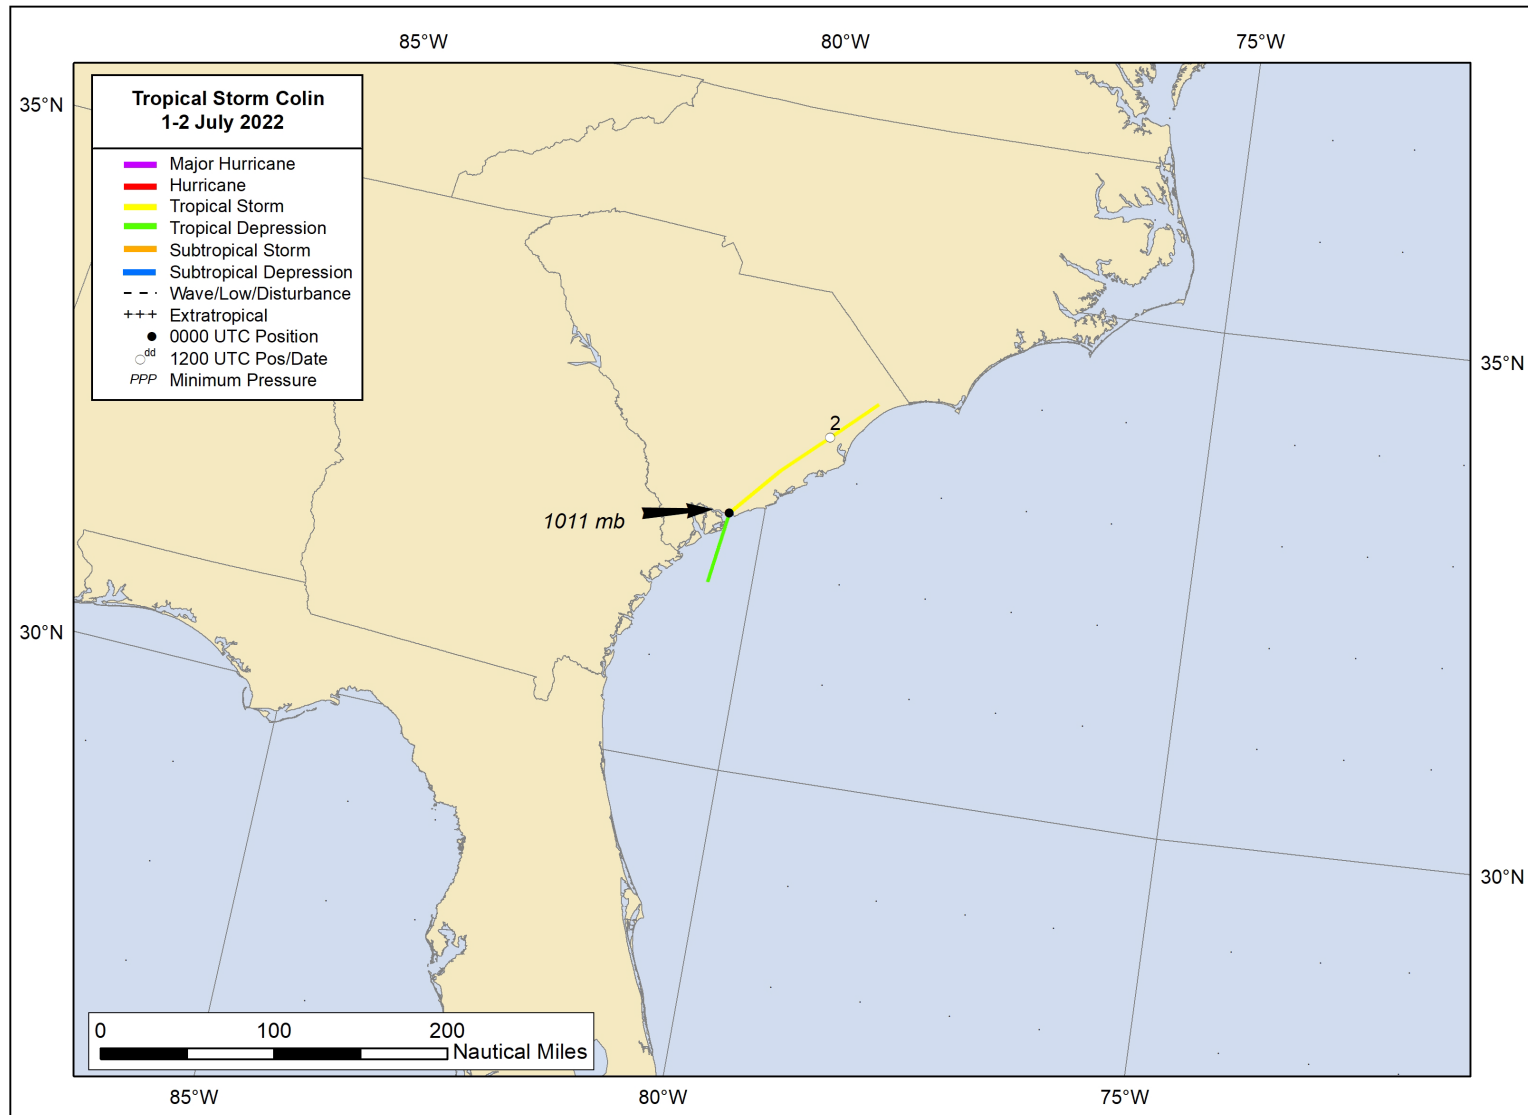 85°W
80°W
75°W
35°N
Tropical Storm Colin
1-2 July 2022
Major Hurricane
Hurricane
Tropical Storm
Tropical Depression
Subtropical Storm
Subtropical Depression
Wave/Low/Disturbance
+++ Extratropical
0000 UTC Position
dd 1200 UTC Pos/Date
PPP Minimum Pressure
35°N
2
1011 mb
30°N
30°N
0 100 200
Nautical Miles
85°W
80°W
75°W